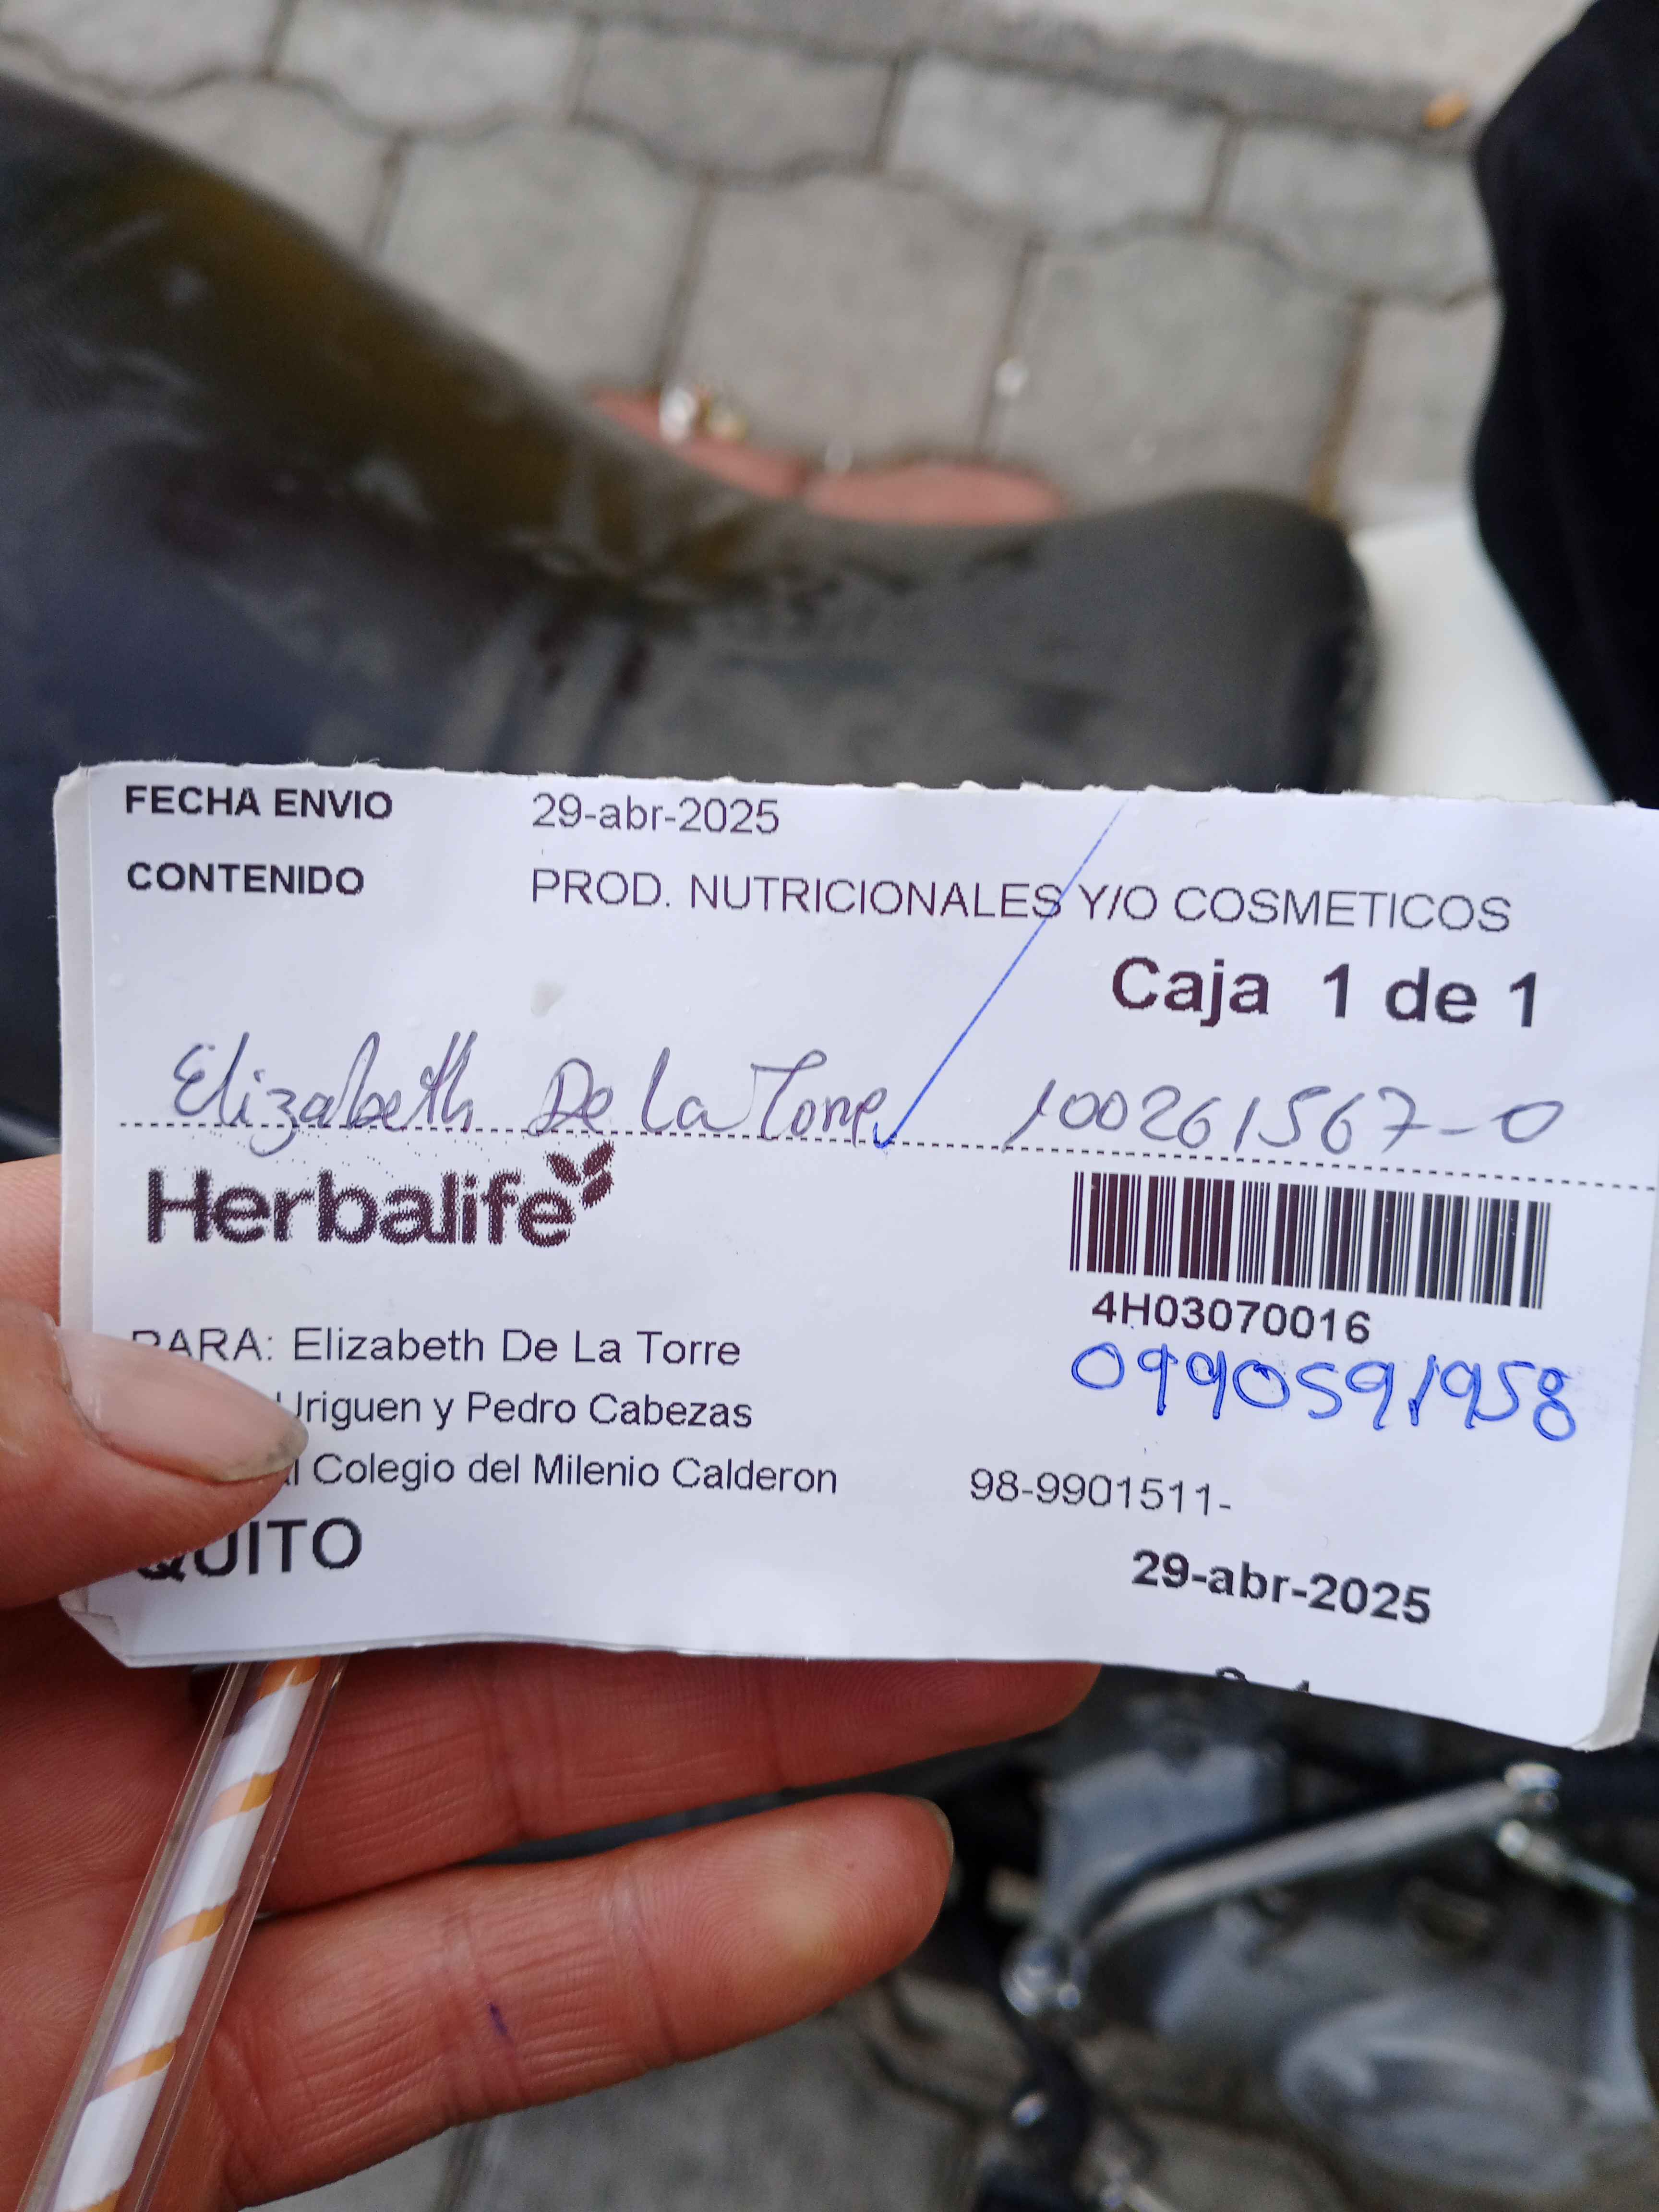 FECHA ENVIO 29-abr-2025
CONTENIDO PROD. NUTRICIONALES Y/O COSMETICOS
Caja 1 de 1
Elizabeth De La Torre 100261567-0
Herbalife
4H03070016
0990591958
PARA: Elizabeth De La Torre
Uriguen y Pedro Cabezas
Colegio del Milenio Calderon 98-9901511-
QUITO
29-abr-2025